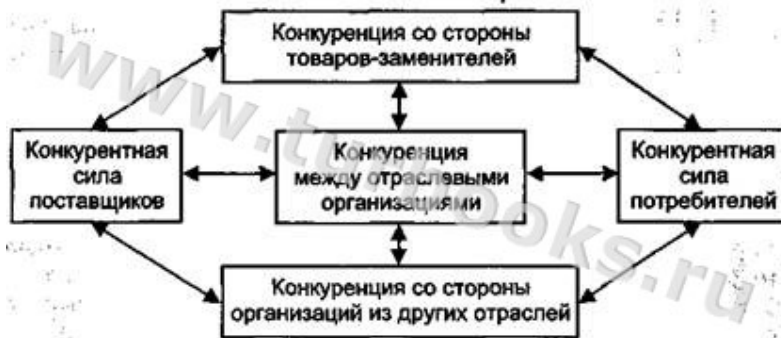 Конкуренция со стороны
товаров-заменителей
Конкурентная
сила
поставщиков
Конкуренция
между отраслевыми
организациями
Конкурентная
сила
потребителей
Конкуренция со стороны
организаций из других отраслей
www.turbooks.ru